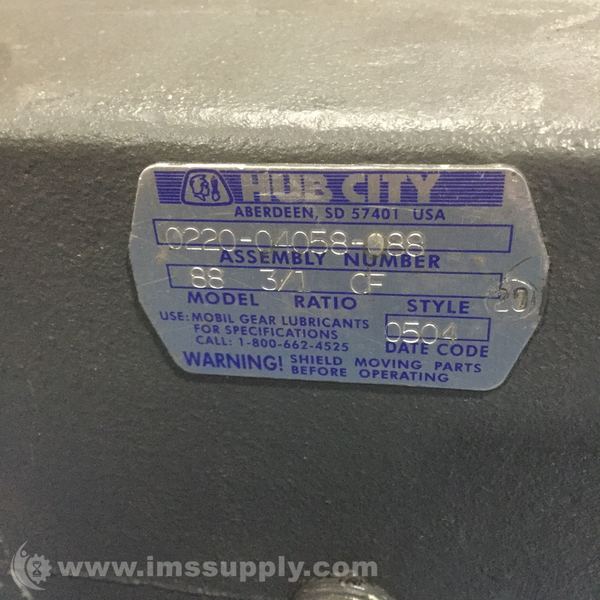 HUB CITY
ABERDEEN, SD 57401 USA
0220-04058-088
ASSEMBLY NUMBER
88 3/1 CF
MODEL RATIO STYLE
USE: MOBIL GEAR LUBRICANTS
FOR SPECIFICATIONS
CALL: 1-800-662-4525
0504
DATE CODE
WARNING! SHIELD MOVING PARTS
BEFORE OPERATING
www.imssupply.com